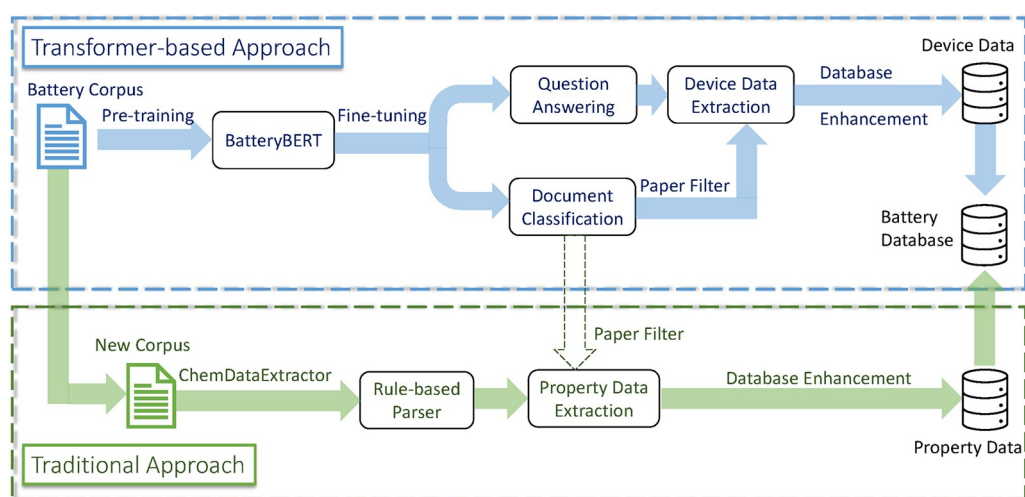 Transformer-based Approach
Battery Corpus
Pre-training
BatteryBERT
Fine-tuning
Question
Answering
Device Data
Extraction
Database
Enhancement
Device Data
Document
Classification
Paper Filter
Battery
Database
Paper Filter
New Corpus
ChemDataExtractor
Rule-based
Parser
Property Data
Extraction
Database Enhancement
Property Data
Traditional Approach